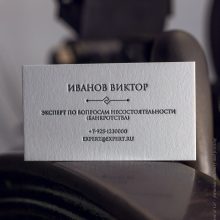 ИВАНОВ ВИКТОР
ЭКСПЕРТ ПО ВОПРОСАМ НЕСОСТОЯТЕЛЬНОСТИ
(БАНКРОТСТВА)
+7-925-1230000
EXPERT@EXPERT.RU